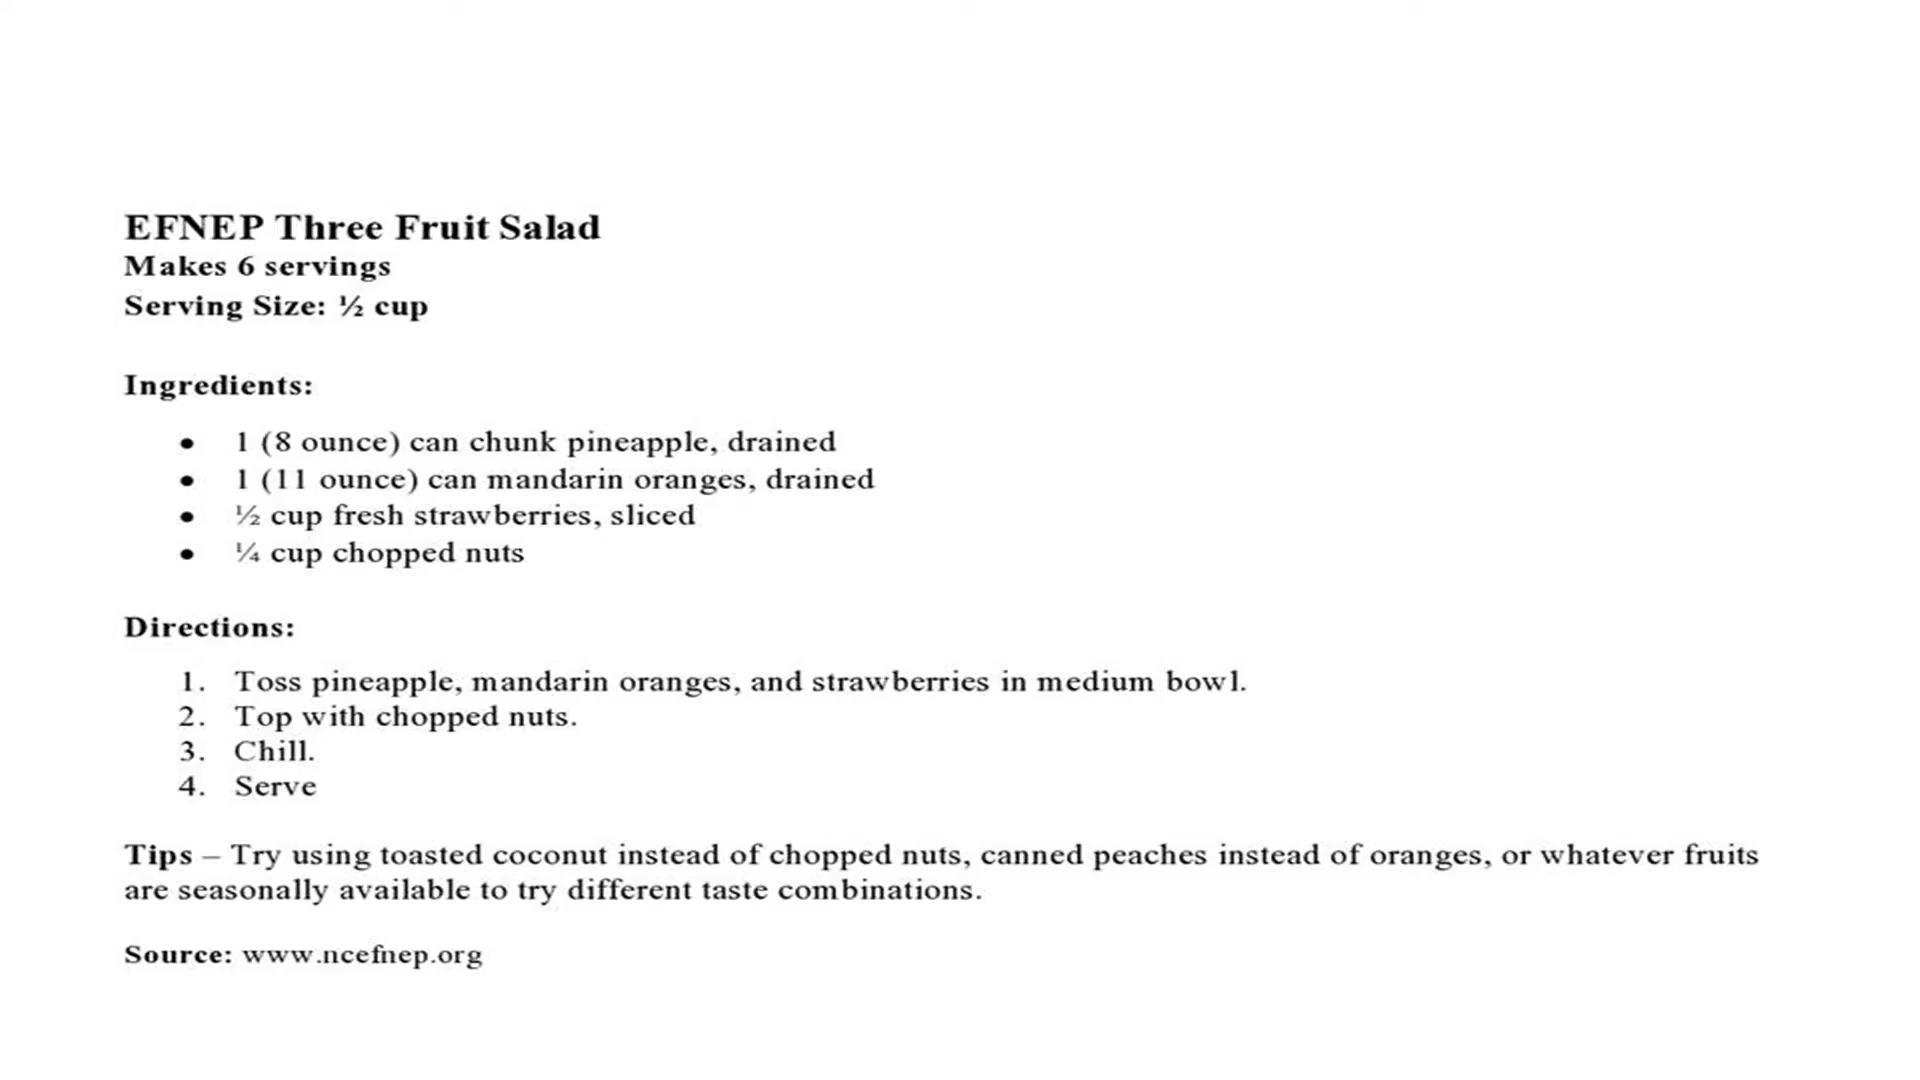 EFNEP Three Fruit Salad
Makes 6 servings
Serving Size: ½ cup
Ingredients:
• 1 (8 ounce) can chunk pineapple, drained
• 1 (11 ounce) can mandarin oranges, drained
• ½ cup fresh strawberries, sliced
• ¼ cup chopped nuts
Directions:
1. Toss pineapple, mandarin oranges, and strawberries in medium bowl.
2. Top with chopped nuts.
3. Chill.
4. Serve
Tips – Try using toasted coconut instead of chopped nuts, canned peaches instead of oranges, or whatever fruits
are seasonally available to try different taste combinations.
Source: www.ncefnep.org